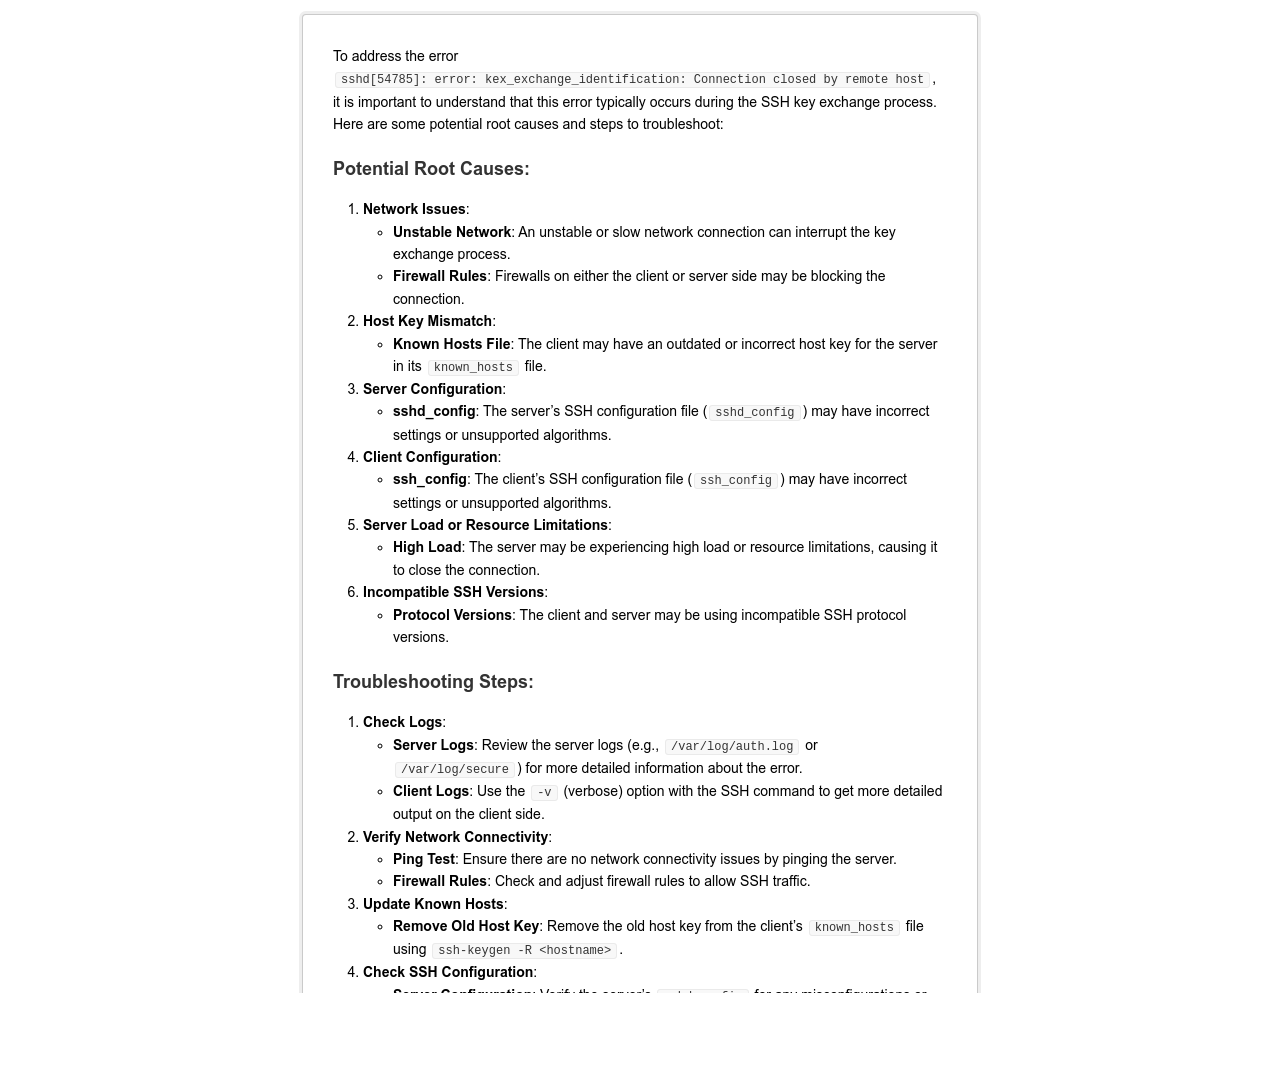 To address the error
sshd[54785]: error: kex_exchange_identification: Connection closed by remote host ,
it is important to understand that this error typically occurs during the SSH key exchange process.
Here are some potential root causes and steps to troubleshoot:
Potential Root Causes:
1. Network Issues:
◦ Unstable Network: An unstable or slow network connection can interrupt the key
exchange process.
◦ Firewall Rules: Firewalls on either the client or server side may be blocking the
connection.
2. Host Key Mismatch:
◦ Known Hosts File: The client may have an outdated or incorrect host key for the server
in its known_hosts file.
3. Server Configuration:
◦ sshd_config: The server’s SSH configuration file ( sshd_config ) may have incorrect
settings or unsupported algorithms.
4. Client Configuration:
◦ ssh_config: The client’s SSH configuration file ( ssh_config ) may have incorrect
settings or unsupported algorithms.
5. Server Load or Resource Limitations:
◦ High Load: The server may be experiencing high load or resource limitations, causing it
to close the connection.
6. Incompatible SSH Versions:
◦ Protocol Versions: The client and server may be using incompatible SSH protocol
versions.
Troubleshooting Steps:
1. Check Logs:
◦ Server Logs: Review the server logs (e.g., /var/log/auth.log or
/var/log/secure ) for more detailed information about the error.
◦ Client Logs: Use the -v (verbose) option with the SSH command to get more detailed
output on the client side.
2. Verify Network Connectivity:
◦ Ping Test: Ensure there are no network connectivity issues by pinging the server.
◦ Firewall Rules: Check and adjust firewall rules to allow SSH traffic.
3. Update Known Hosts:
◦ Remove Old Host Key: Remove the old host key from the client’s known_hosts file
using ssh-keygen -R <hostname> .
4. Check SSH Configuration:
Server Configuration: Verify the server’s sshd_config for any misconfigurations or